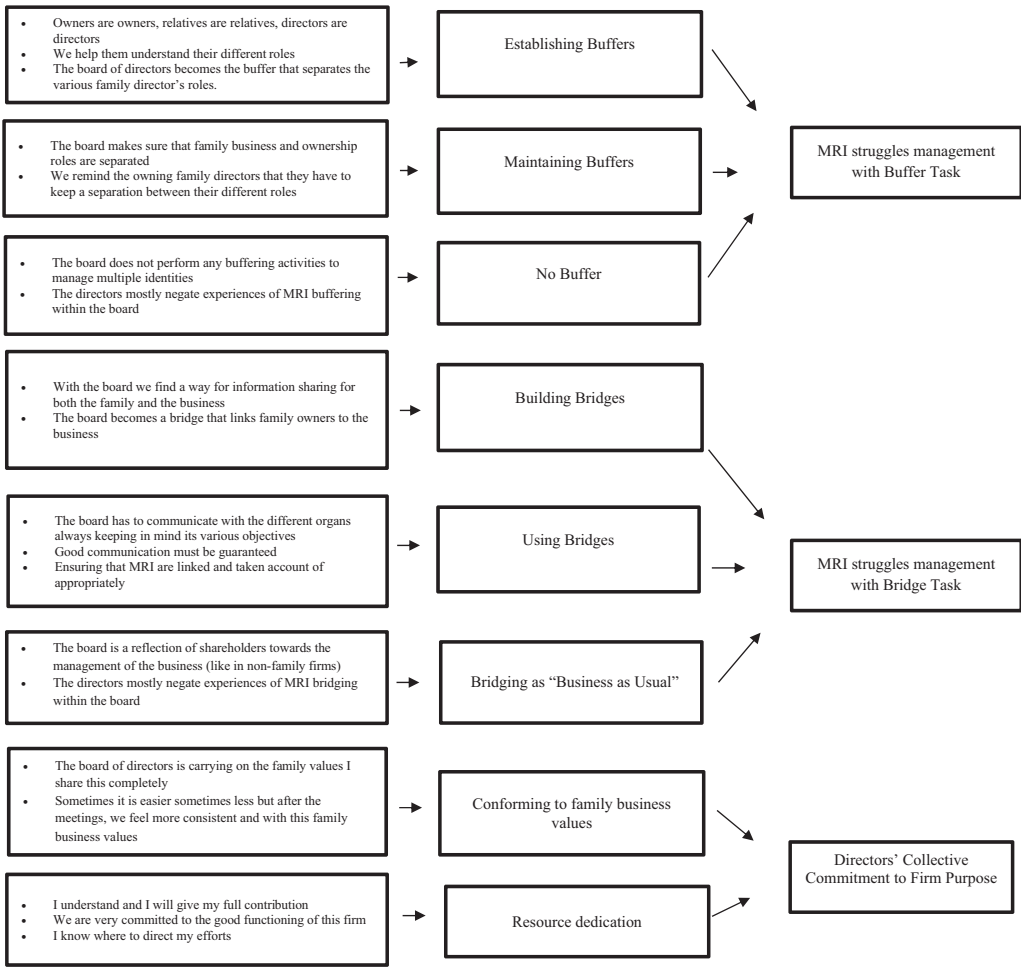 • Owners are owners, relatives are relatives, directors are
directors
• We help them understand their different roles
• The board of directors becomes the buffer that separates the
various family director's roles.
Establishing Buffers
• The board makes sure that family business and ownership
roles are separated
• We remind the owning family directors that they have to
keep a separation between their different roles
Maintaining Buffers
MRI struggles management
with Buffer Task
• The board does not perform any buffering activities to
manage multiple identities
• The directors mostly negate experiences of MRI buffering
within the board
No Buffer
• With the board we find a way for information sharing for
both the family and the business
• The board becomes a bridge that links family owners to the
business
Building Bridges
• The board has to communicate with the different organs
always keeping in mind its various objectives
• Good communication must be guaranteed
• Ensuring that MRI are linked and taken account of
appropriately
Using Bridges
MRI struggles management
with Bridge Task
• The board is a reflection of shareholders towards the
management of the business (like in non-family firms)
• The directors mostly negate experiences of MRI bridging
within the board
Bridging as “Business as Usual”
• The board of directors is carrying on the family values I
share this completely
• Sometimes it is easier sometimes less but after the
meetings, we feel more consistent and with this family
business values
Conforming to family business
values
Directors’ Collective
Commitment to Firm Purpose
• I understand and I will give my full contribution
• We are very committed to the good functioning of this firm
• I know where to direct my efforts
Resource dedication